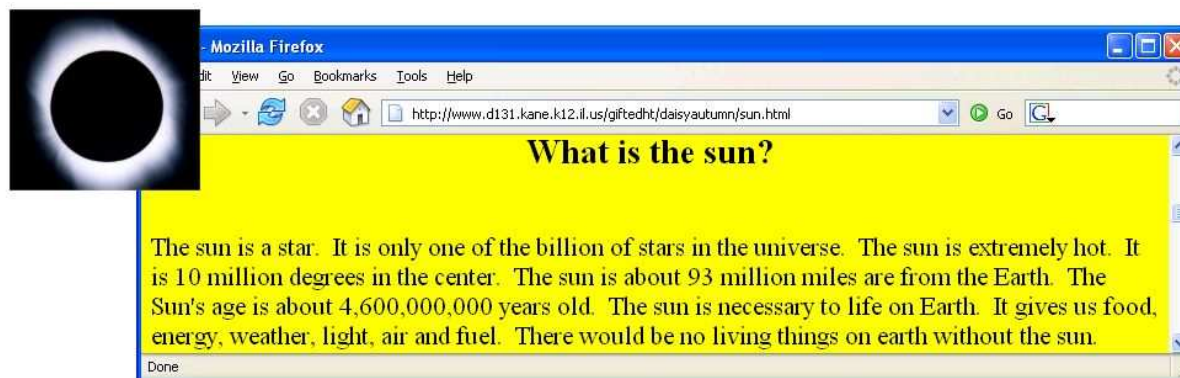 - Mozilla Firefox
dit View Go Bookmarks Tools Help
http://www.d131.kane.k12.il.us/giftedht/daisyautumn/sun.html Go G
What is the sun?
The sun is a star. It is only one of the billion of stars in the universe. The sun is extremely hot. It
is 10 million degrees in the center. The sun is about 93 million miles are from the Earth. The
Sun's age is about 4,600,000,000 years old. The sun is necessary to life on Earth. It gives us food,
energy, weather, light, air and fuel. There would be no living things on earth without the sun.
Done